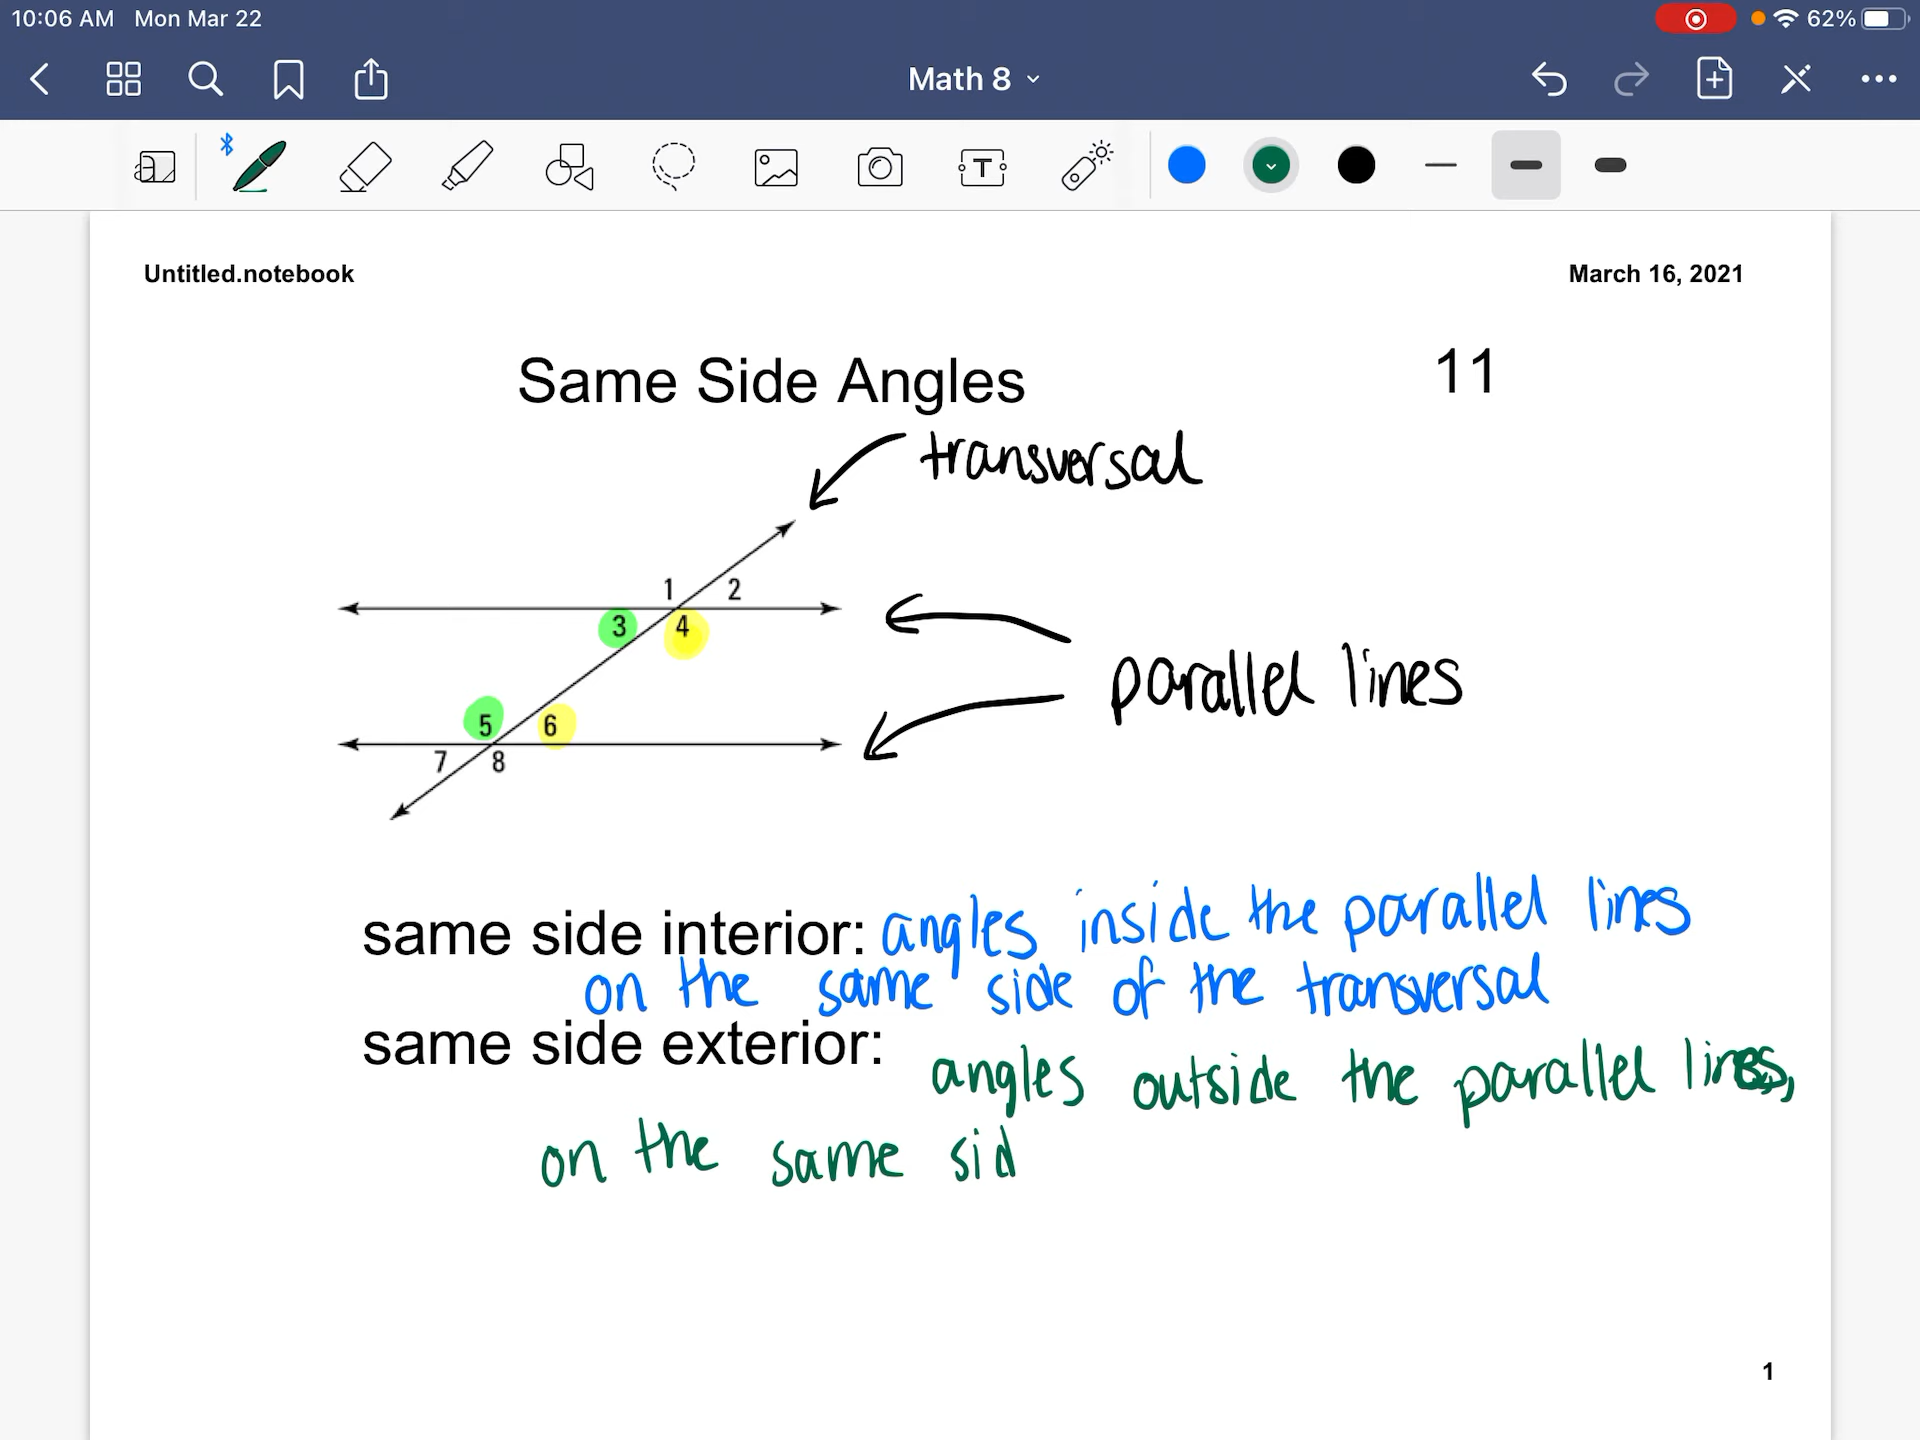 10:06 AM Mon Mar 22
62%
Math 8
T
Untitled.notebook
March 16, 2021
Same Side Angles
11
transversal
1 2
3 4
parallel lines
5 6
7 8
same side interior: angles inside the parallel lines
on the same side of the transversal
same side exterior: angles outside the parallel lines,
on the same sid
1